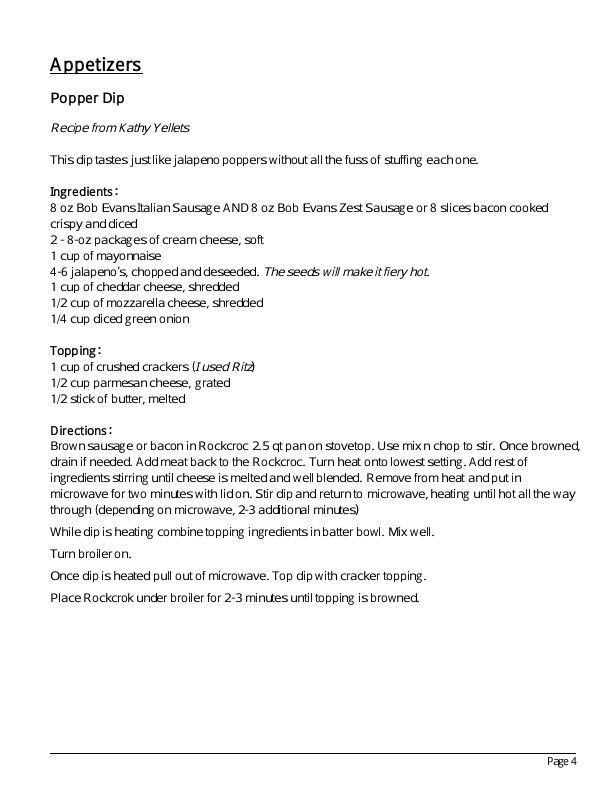 Appetizers
Popper Dip
Recipe from Kathy Yellets
This dip tastes just like jalapeno poppers without all the fuss of stuffing each one.
Ingredients:
8 oz Bob Evans Italian Sausage AND 8 oz Bob Evans Zest Sausage or 8 slices bacon cooked
crispy and diced
2 - 8-oz packages of cream cheese, soft
1 cup of mayonnaise
4-6 jalapeno's, chopped and deseeded. The seeds will make it fiery hot.
1 cup of cheddar cheese, shredded
1/2 cup of mozzarella cheese, shredded
1/4 cup diced green onion
Topping:
1 cup of crushed crackers (I used Ritz)
1/2 cup parmesan cheese, grated
1/2 stick of butter, melted
Directions:
Brown sausage or bacon in Rockcroc 2.5 qt pan on stovetop. Use mix n chop to stir. Once browned,
drain if needed. Add meat back to the Rockcroc. Turn heat onto lowest setting. Add rest of
ingredients stirring until cheese is melted and well blended. Remove from heat and put in
microwave for two minutes with lid on. Stir dip and return to microwave, heating until hot all the way
through (depending on microwave, 2-3 additional minutes)
While dip is heating combine topping ingredients in batter bowl. Mix well.
Turn broiler on.
Once dip is heated pull out of microwave. Top dip with cracker topping.
Place Rockcrok under broiler for 2-3 minutes until topping is browned.
Page 4